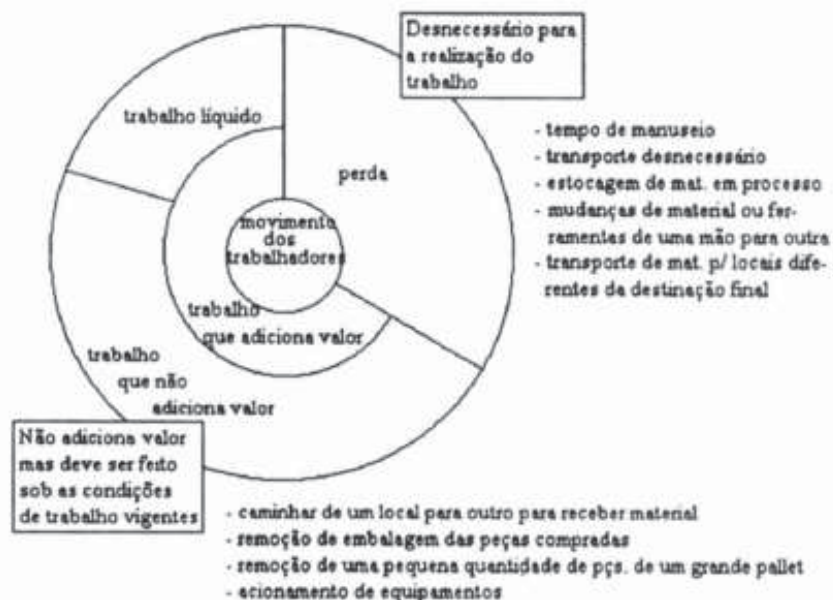 Desnecessário para
a realização do
trabalho
trabalho líquido
perda
- tempo de manuseio
- transporte desnecessário
- estocagem de mat. em processo
- mudanças de material ou fer-
ramentas de uma mão para outra
- transporte de mat. p/ locais dife-
rentes da destinação final
movimento
dos
trabalhadores
trabalho
que adiciona valor
trabalho
que não
adiciona valor
Não adiciona valor
mas deve ser feito
sob as condições
de trabalho vigentes
- caminhar de um local para outro para receber material
- remoção de embalagem das peças compradas
- remoção de uma pequena quantidade de pçs. de um grande pallet
- acionamento de equipamentos